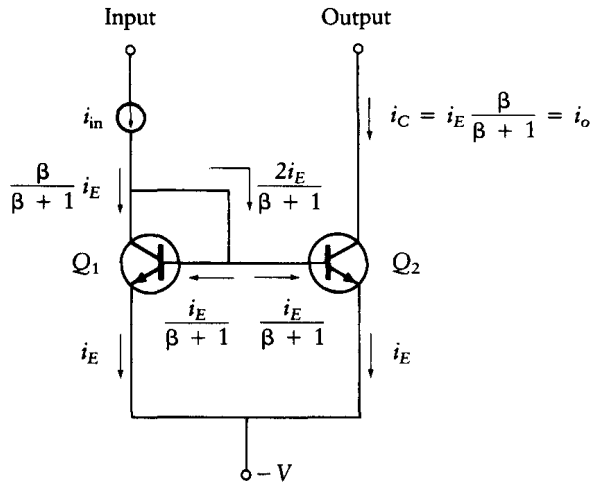 Input Output
i_in
i_C = i_E β/(β + 1) = i_o
β/(β + 1) i_E
2i_E/(β + 1)
Q_1 Q_2
i_E/(β + 1) i_E/(β + 1)
i_E i_E
−V